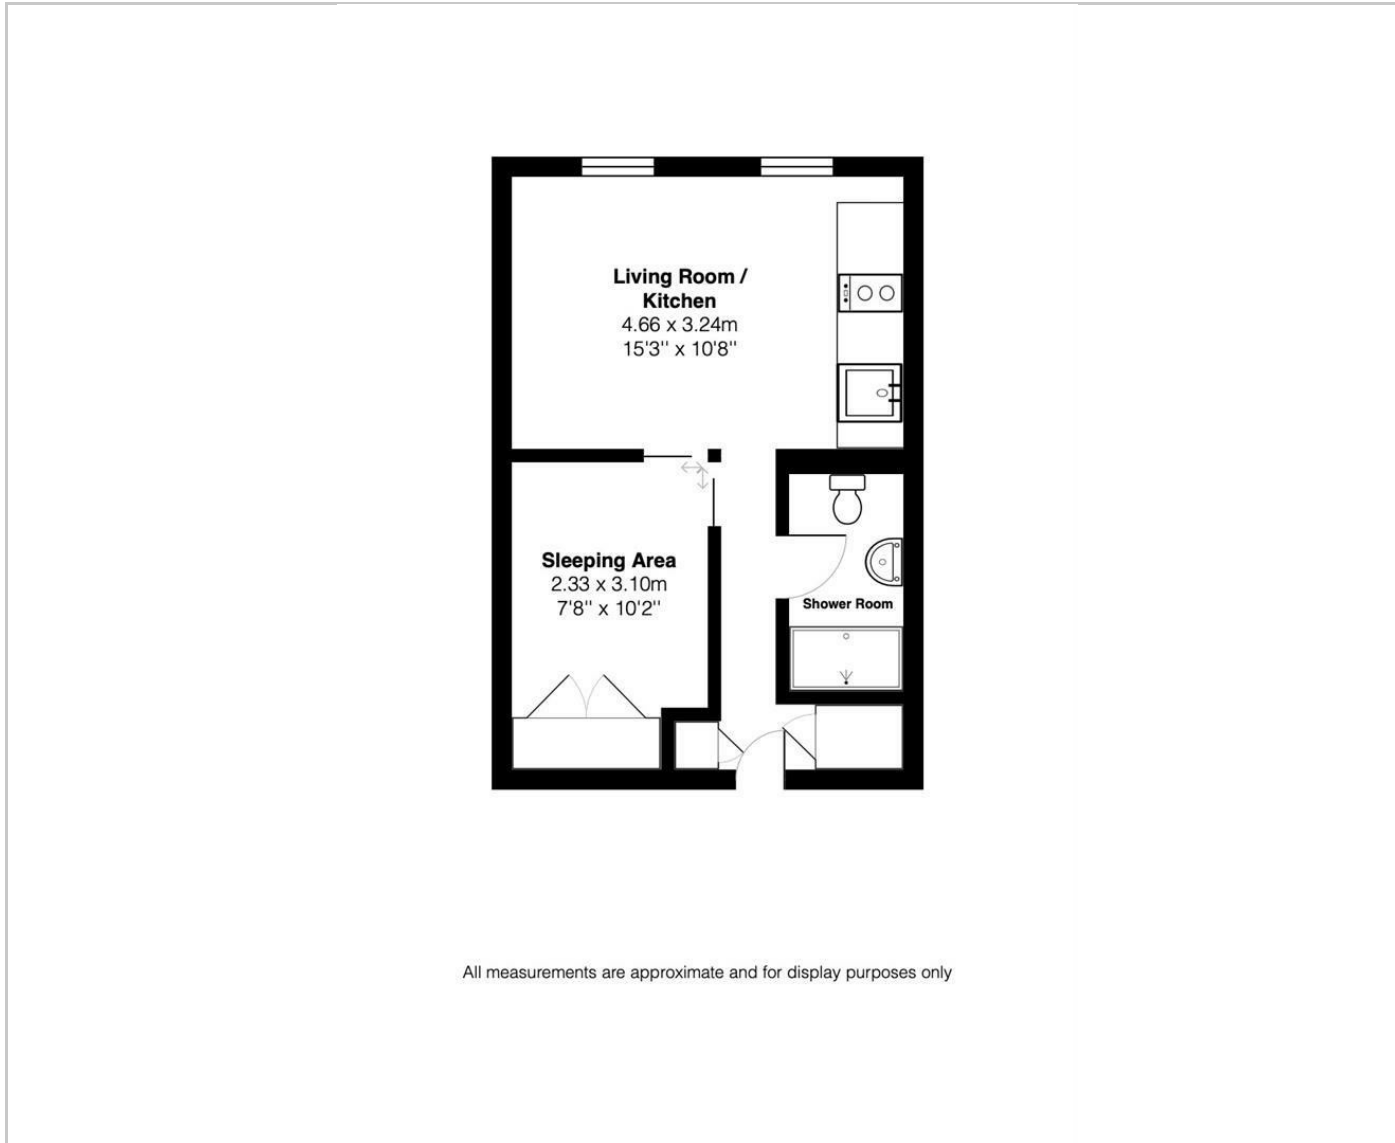 Living Room /
Kitchen
4.66 x 3.24m
15'3'' x 10'8''
Sleeping Area
2.33 x 3.10m
7'8'' x 10'2''
Shower Room
All measurements are approximate and for display purposes only